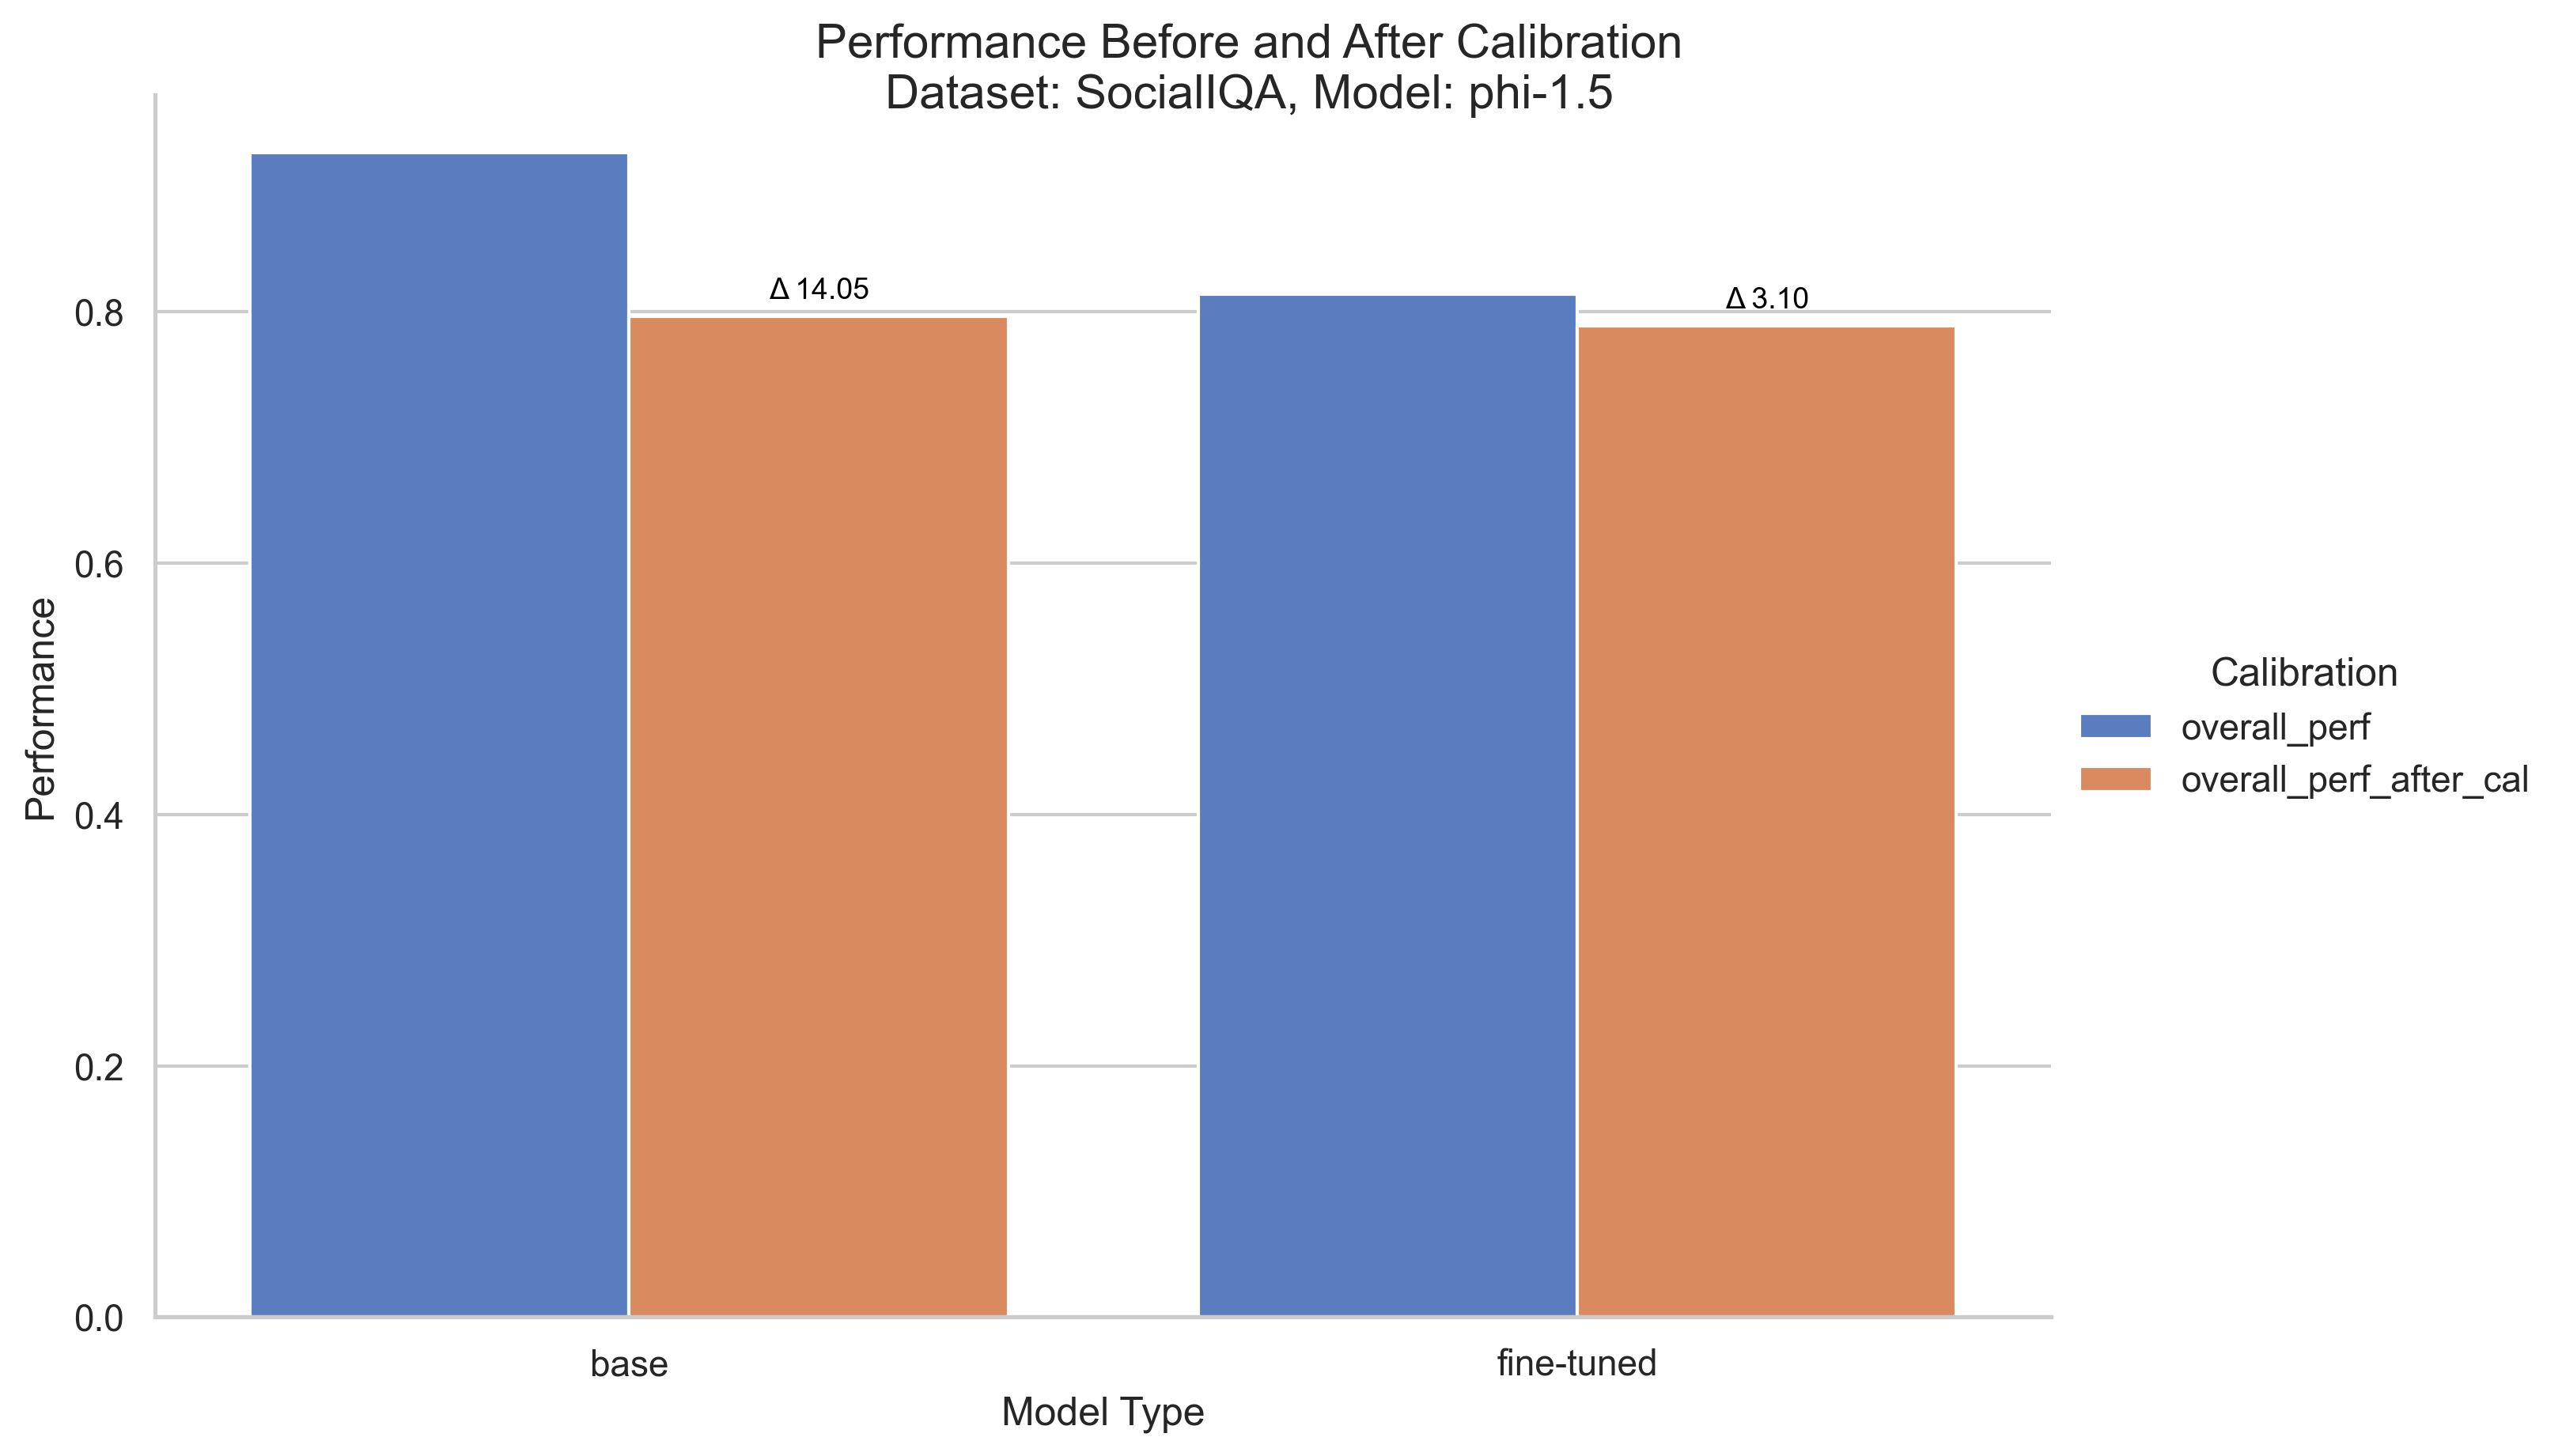 Performance Before and After Calibration
Dataset: SocialIQA, Model: phi-1.5
Performance
0.8
0.6
0.4
0.2
0.0
Δ 14.05
Δ 3.10
base
fine-tuned
Model Type
Calibration
overall_perf
overall_perf_after_cal